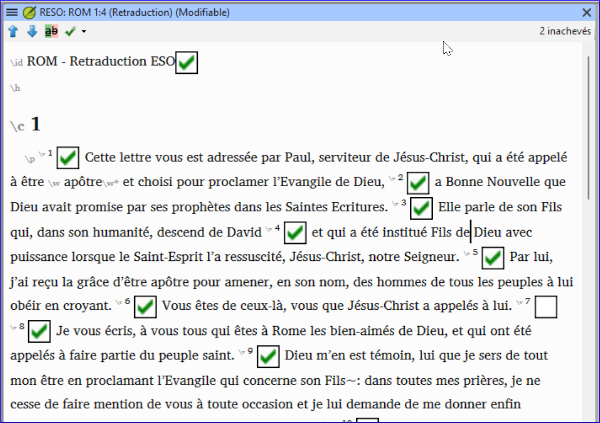 RESO: ROM 1:4 (Retraduction) (Modifiable)
ab 2 inachevés
\id ROM - Retraduction ESO
\h
\c 1
\p \v 1 Cette lettre vous est adressée par Paul, serviteur de Jésus-Christ, qui a été appelé
à être \w apôtre\w* et choisi pour proclamer l’Evangile de Dieu, \v 2 a Bonne Nouvelle que
Dieu avait promise par ses prophètes dans les Saintes Ecritures. \v 3 Elle parle de son Fils
qui, dans son humanité, descend de David \v 4 et qui a été institué Fils de Dieu avec
puissance lorsque le Saint-Esprit l’a ressuscité, Jésus-Christ, notre Seigneur. \v 5 Par lui,
j’ai reçu la grâce d’être apôtre pour amener, en son nom, des hommes de tous les peuples à lui
obéir en croyant. \v 6 Vous êtes de ceux-là, vous que Jésus-Christ a appelés à lui. \v 7
\v 8 Je vous écris, à vous tous qui êtes à Rome les bien-aimés de Dieu, et qui ont été
appelés à faire partie du peuple saint. \v 9 Dieu m’en est témoin, lui que je sers de tout
mon être en proclamant l’Evangile qui concerne son Fils~: dans toutes mes prières, je ne
cesse de faire mention de vous à toute occasion et je lui demande de me donner enfin